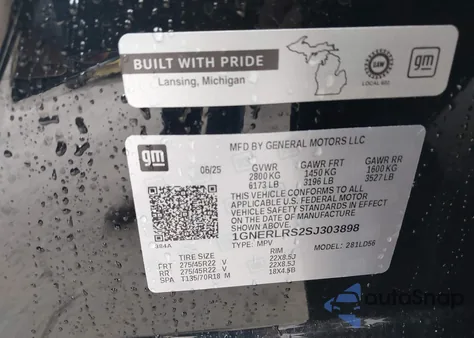 BUILT WITH PRIDE
Lansing, Michigan
UAW
LOCAL 602
gm
gm
MFD BY GENERAL MOTORS LLC
06/25
GVWR
GAWR FRT
GAWR RR
2800 KG
1450 KG
1600 KG
6173 LB
3196 LB
3527 LB
THIS VEHICLE CONFORMS TO ALL
APPLICABLE U.S. FEDERAL MOTOR
VEHICLE SAFETY STANDARDS IN EFFECT
ON THE DATE OF MANUFACTURE SHOWN ABOVE.
1GNERLRS2SJ303898
TYPE: MPV
MODEL: 281LD56
TIRE SIZE
RIM
FRT 275/45R22 V 22X8.5J
RR 275/45R22 V 22X8.5J
SPA T135/70R18 M 18X4.5B
autoSnap